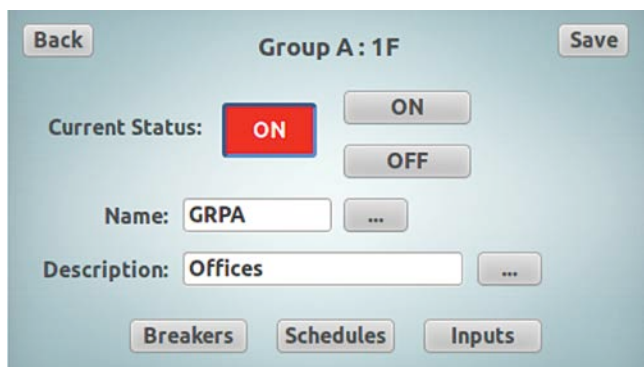 Back Group A : 1F Save
ON
Current Status: ON
OFF
Name: GRPA ...
Description: Offices ...
Breakers Schedules Inputs